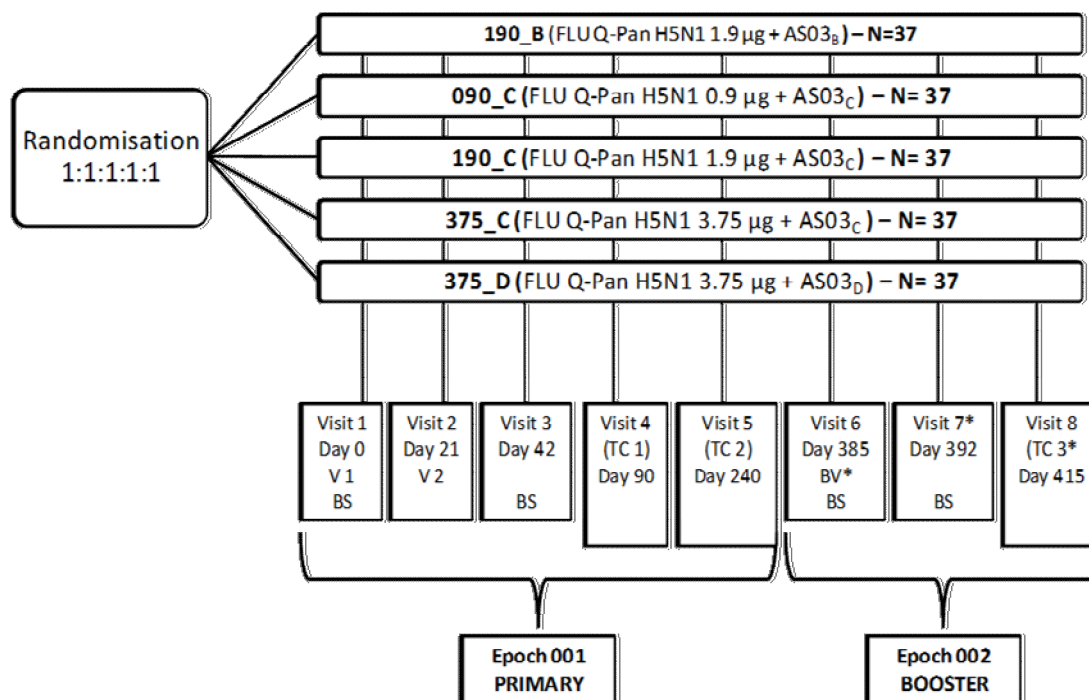 190_B (FLU Q-Pan H5N1 1.9 µg + AS03B) – N=37
090_C (FLU Q-Pan H5N1 0.9 µg + AS03C) – N= 37
Randomisation
1:1:1:1:1
190_C (FLU Q-Pan H5N1 1.9 µg + AS03C) – N= 37
375_C (FLU Q-Pan H5N1 3.75 µg + AS03C) – N= 37
375_D (FLU Q-Pan H5N1 3.75 µg + AS03D) – N= 37
Visit 1
Day 0
V 1
BS
Visit 2
Day 21
V 2
Visit 3
Day 42
BS
Visit 4
(TC 1)
Day 90
Visit 5
(TC 2)
Day 240
Visit 6
Day 385
BV*
BS
Visit 7*
Day 392
BS
Visit 8
(TC 3*
Day 415
Epoch 001
PRIMARY
Epoch 002
BOOSTER